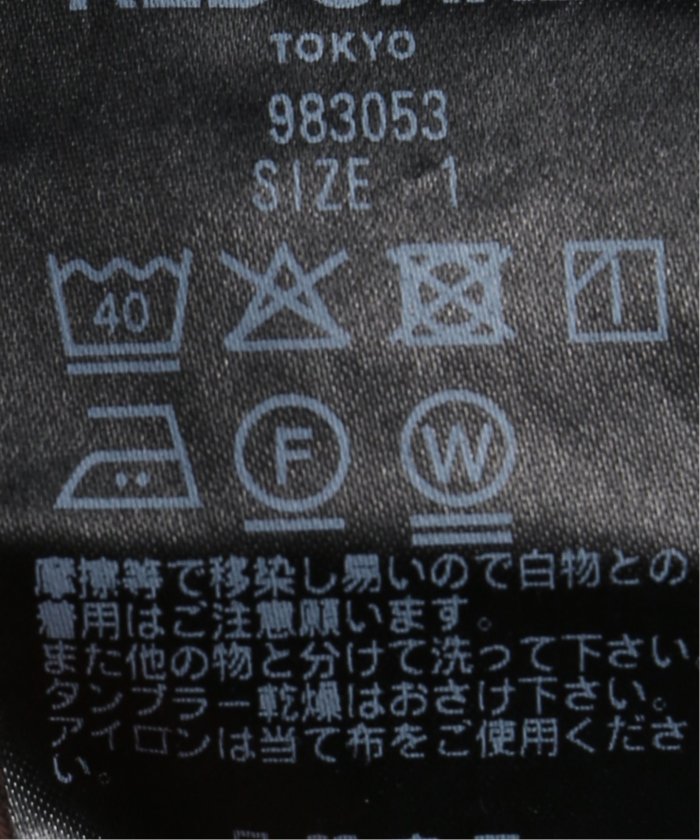 TOKYO
983053
SIZE 1
40
F W
摩擦等で移染し易いので白物との
着用はご注意願います。
また他の物と分けて洗って下さい
タンブラー乾燥はおさけ下さい。
アイロンは当て布をご使用くださ
い。